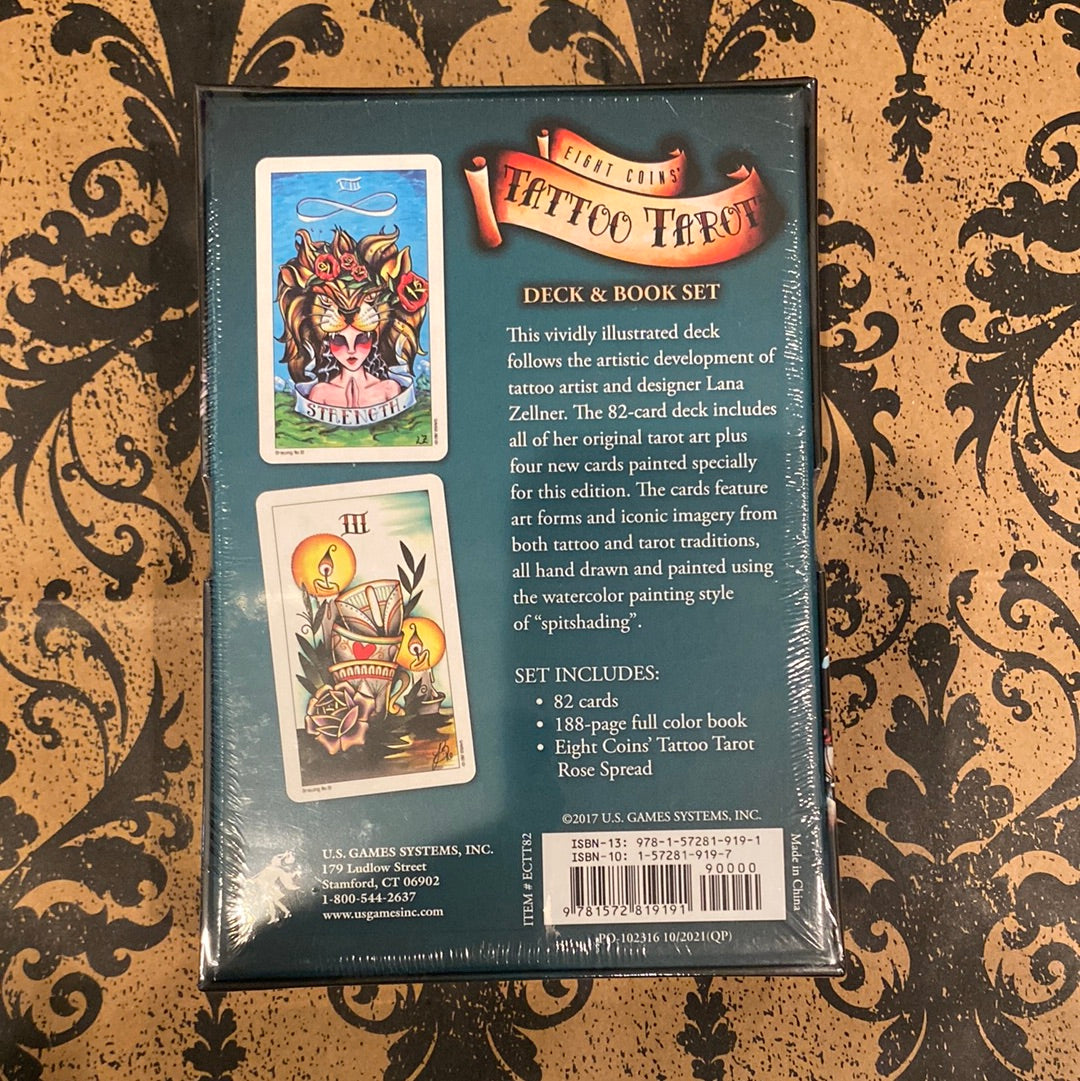 VIII
STRENGTH.
LZ
III
EIGHT COINS'
TATTOO TAROT
DECK & BOOK SET
This vividly illustrated deck
follows the artistic development of
tattoo artist and designer Lana
Zellner. The 82-card deck includes
all of her original tarot art plus
four new cards painted specially
for this edition. The cards feature
art forms and iconic imagery from
both tattoo and tarot traditions,
all hand drawn and painted using
the watercolor painting style
of “spitshading”.
SET INCLUDES:
• 82 cards
• 188-page full color book
• Eight Coins’ Tattoo Tarot
Rose Spread
©2017 U.S. GAMES SYSTEMS, INC.
U.S. GAMES SYSTEMS, INC.
179 Ludlow Street
Stamford, CT 06902
1-800-544-2637
www.usgamesinc.com
ITEM # ECTT82
ISBN-13: 978-1-57281-919-1
ISBN-10: 1-57281-919-7
90000
9 781572 819191
Made in China
PO-102316 10/2021(QP)